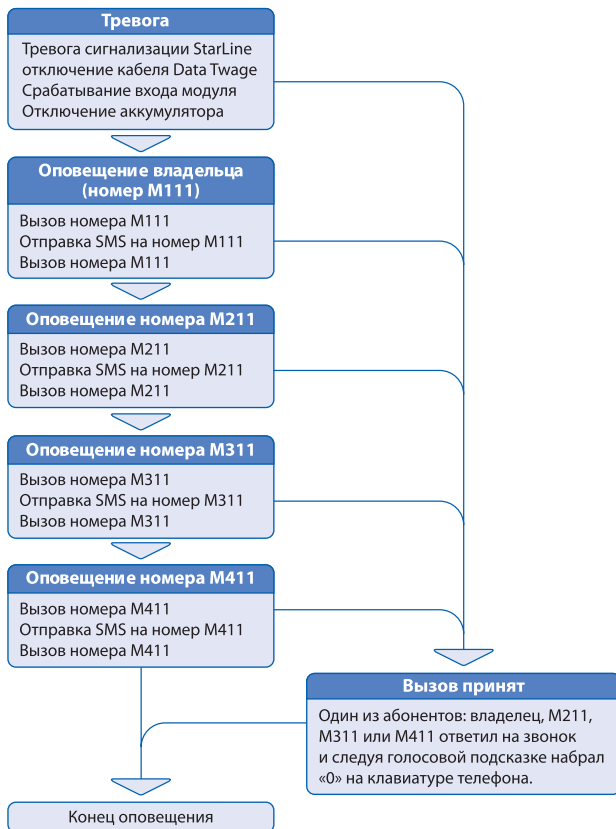 Тревога
Тревога сигнализации StarLine
отключение кабеля Data Twage
Срабатывание входа модуля
Отключение аккумулятора
Оповещение владельца
(номер М111)
Вызов номера М111
Отправка SMS на номер М111
Вызов номера М111
Оповещение номера М211
Вызов номера М211
Отправка SMS на номер М211
Вызов номера М211
Оповещение номера М311
Вызов номера М311
Отправка SMS на номер М311
Вызов номера М311
Оповещение номера М411
Вызов номера М411
Отправка SMS на номер М411
Вызов номера М411
Вызов принят
Один из абонентов: владелец, М211,
М311 или М411 ответил на звонок
и следуя голосовой подсказке набрал
«0» на клавиатуре телефона.
Конец оповещения